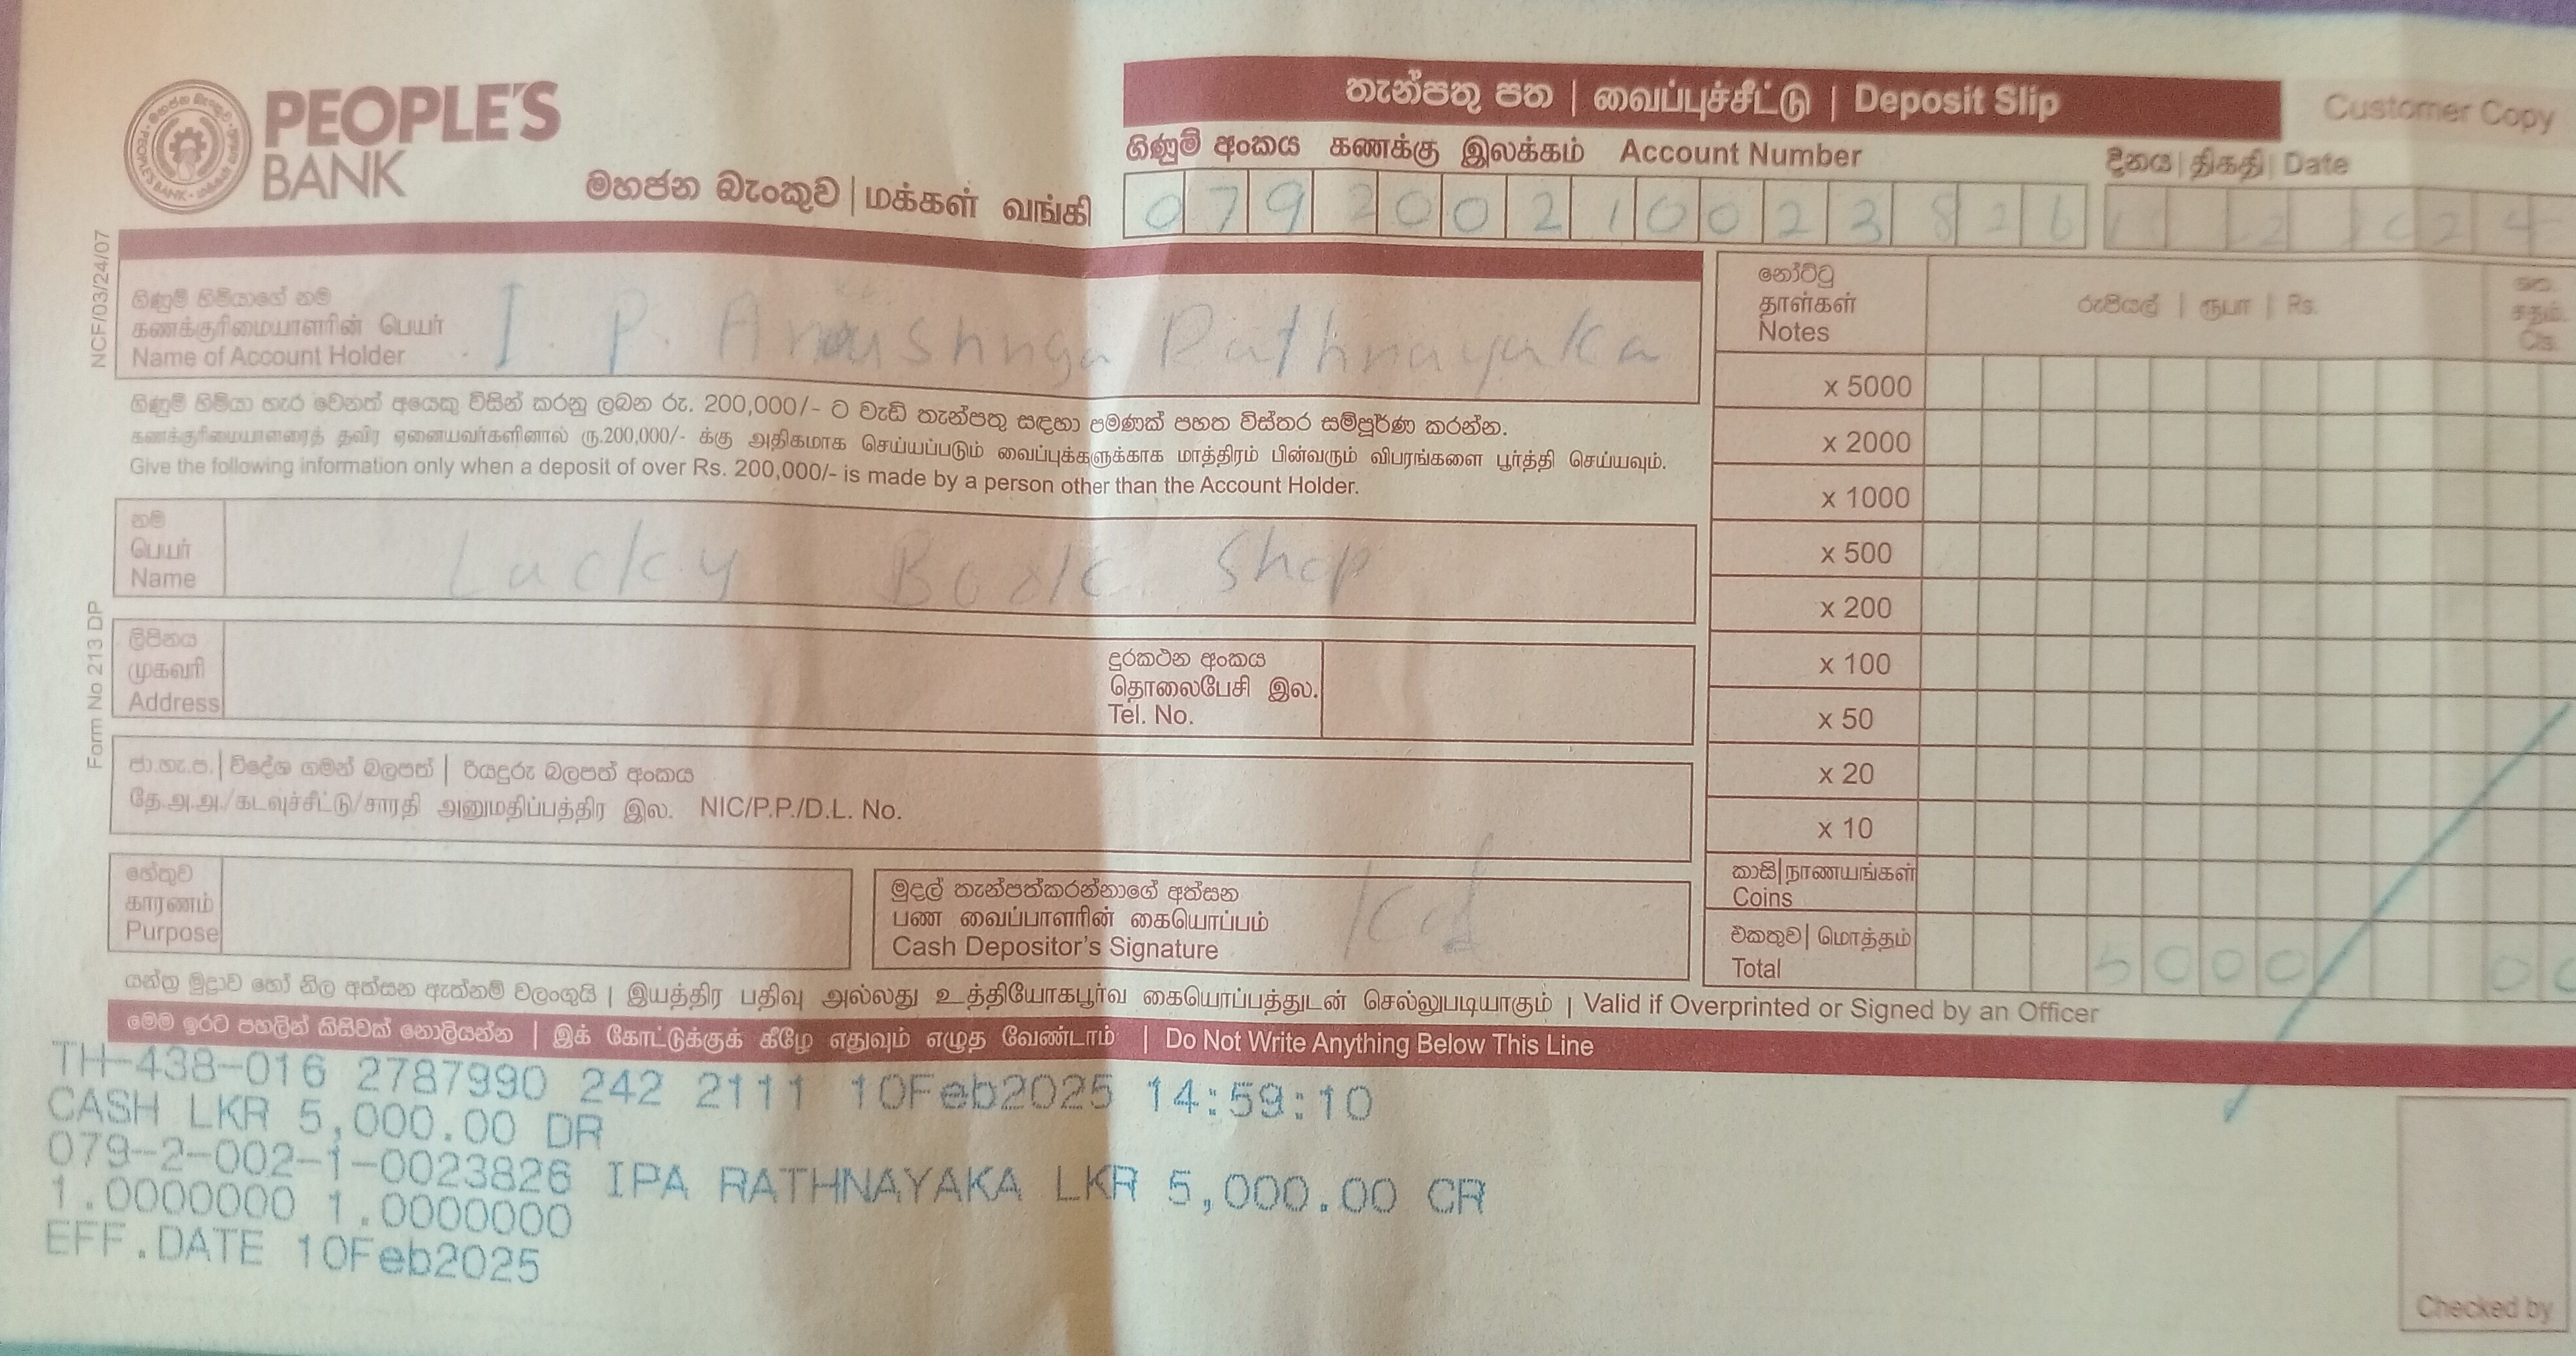 PEOPLE'S
BANK
මහජන බැංකුව | மக்கள் வங்கி
තැන්පතු පත | வைப்புச்சீட்டு | Deposit Slip
Customer Copy
ගිණුම් අංකය கணக்கு இலக்கம் Account Number
දිනය | திகதி | Date
079200210023826
NCF/03/24/07
ගිණුම් හිමියාගේ නම
கணக்குரிமையாளரின் பெயர்
Name of Account Holder
I. P. Rathnayaka
ගිණුම් හිමියා හැර වෙනත් අයෙකු විසින් කරනු ලබන රු. 200,000/- ට වැඩි තැන්පතු සඳහා පමණක් පහත විස්තර සම්පූර්ණ කරන්න.
கணக்குரிமையாளரைத் தவிர ஏனையவர்களினால் ரூ.200,000/- க்கு அதிகமாக செய்யப்படும் வைப்புக்களுக்காக மாத்திரம் பின்வரும் விபரங்களை பூர்த்தி செய்யவும்.
Give the following information only when a deposit of over Rs. 200,000/- is made by a person other than the Account Holder.
නම
பெயர்
Name
Lucky Book Shop
ලිපිනය
முகவரி
Address
දුරකථන අංකය
தொலைபேசி இல.
Tel. No.
Form No 213 DP
ජා.හැ.ප. | විදේශ ගමන් බලපත් | රියදුරු බලපත් අංකය
தே.அ.அ./கடவுச்சீட்டு/சாரதி அனுமதிப்பத்திர இல. NIC/P.P./D.L. No.
හේතුව
காரணம்
Purpose
මුදල් තැන්පත්කරන්නාගේ අත්සන
பண வைப்பாளரின் கையொப்பம்
Cash Depositor's Signature
නෝට්ටු
தாள்கள்
Notes
රුපියල් | ரூபா | Rs.
ශත.
சதம்.
Cts.
x 5000
x 2000
x 1000
x 500
x 200
x 100
x 50
x 20
x 10
කාසි | நாணயங்கள்
Coins
එකතුව | மொத்தம்
Total
5000 00
යන්ත්‍ර මුද්‍රාව හෝ නිල අත්සන ඇත්නම් වලංගුයි | இயத்திர பதிவு அல்லது உத்தியோகபூர்வ கையொப்பத்துடன் செல்லுபடியாகும் | Valid if Overprinted or Signed by an Officer
මෙම ඉරට පහළින් කිසිවක් නොලියන්න | இக் கோட்டுக்குக் கீழே எதுவும் எழுத வேண்டாம் | Do Not Write Anything Below This Line
TH-438-016 2787990 242 2111 10Feb2025 14:59:10
CASH LKR 5,000.00 DR
079-2-002-1-0023826 IPA RATHNAYAKA LKR 5,000.00 CR
1.0000000 1.0000000
EFF.DATE 10Feb2025
Checked by